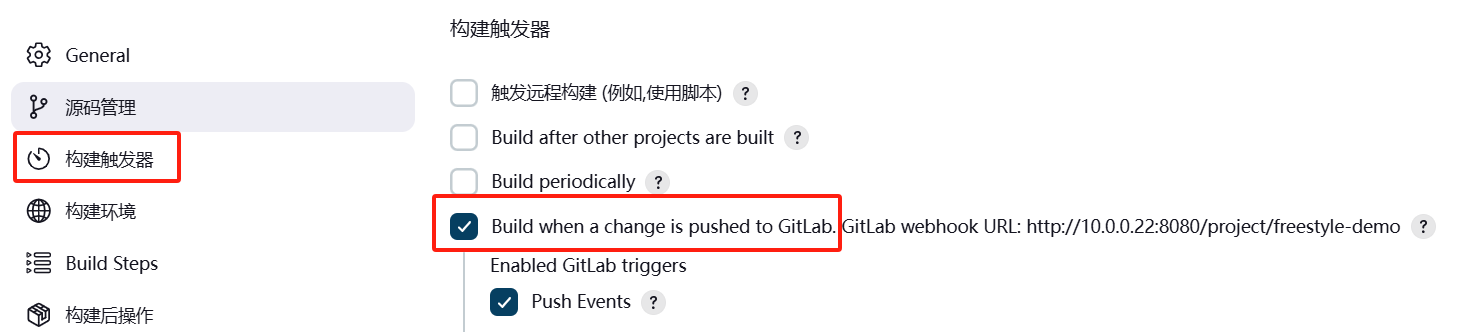 General
源码管理
构建触发器
构建环境
Build Steps
构建后操作
构建触发器
触发远程构建 (例如,使用脚本) ?
Build after other projects are built ?
Build periodically ?
Build when a change is pushed to GitLab. GitLab webhook URL: http://10.0.0.22:8080/project/freestyle-demo ?
Enabled GitLab triggers
Push Events ?